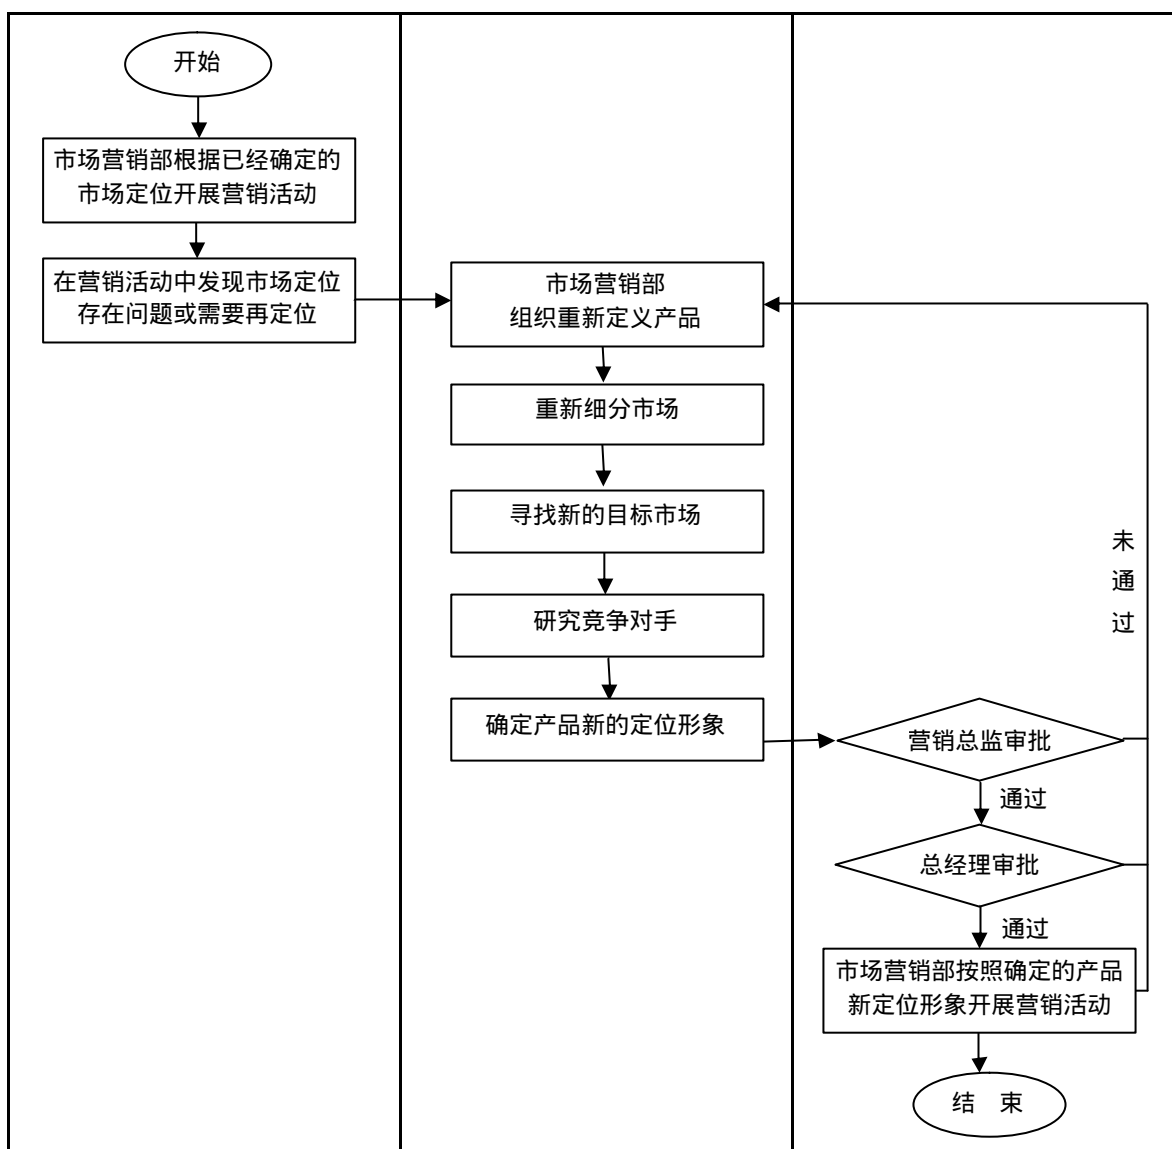 开始
市场营销部根据已经确定的
市场定位开展营销活动
在营销活动中发现市场定位
存在问题或需要再定位
市场营销部
组织重新定义产品
重新细分市场
寻找新的目标市场
研究竞争对手
确定产品新的定位形象
未
通
过
营销总监审批
通过
总经理审批
通过
市场营销部按照确定的产品
新定位形象开展营销活动
结 束